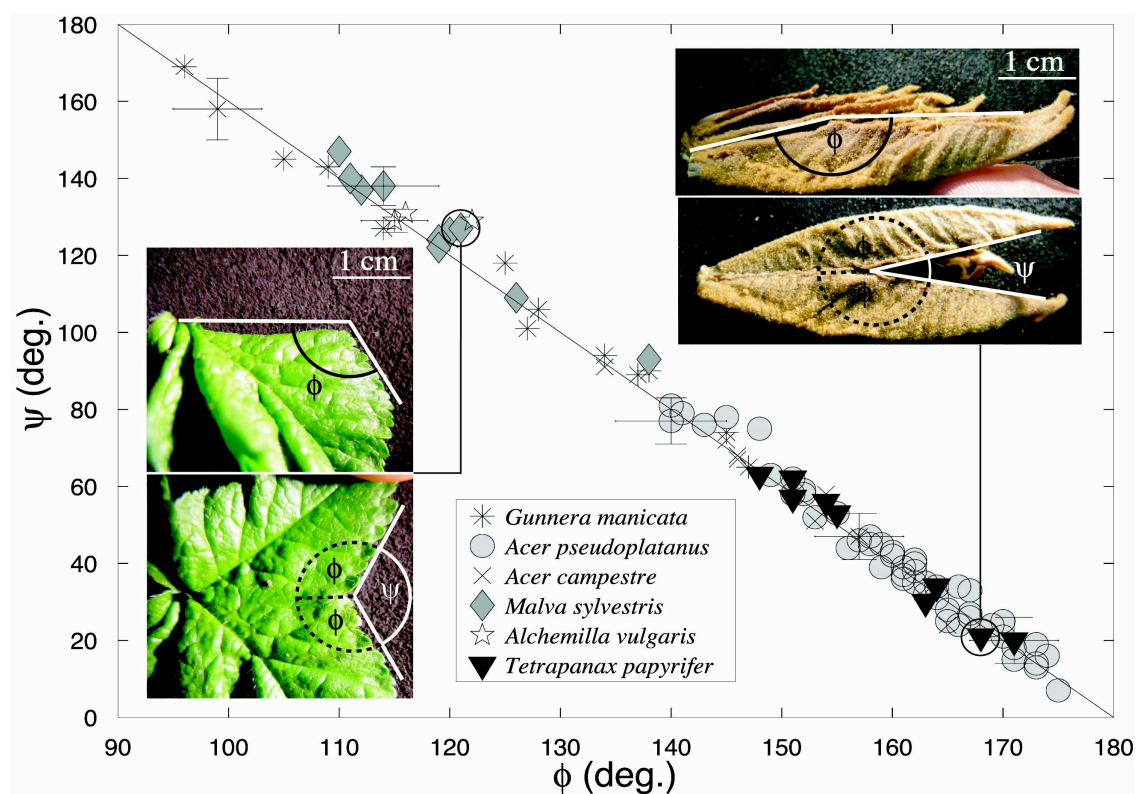 180
160
140
120
100
80
60
40
20
0
ψ (deg.)
90
100
110
120
130
140
150
160
170
180
ϕ (deg.)
1 cm
ϕ
ϕ
ϕ
ψ
1 cm
ϕ
ϕ
ϕ
ψ
Gunnera manicata
Acer pseudoplatanus
Acer campestre
Malva sylvestris
Alchemilla vulgaris
Tetrapanax papyrifer